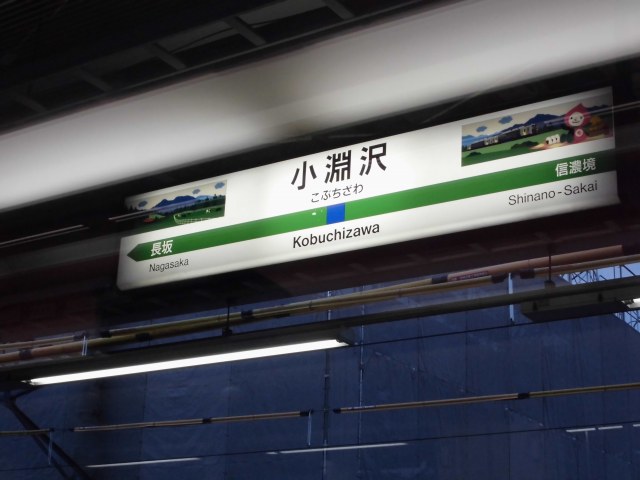 小淵沢
こぶちざわ
Kobuchizawa
長坂
Nagasaka
信濃境
Shinano-Sakai